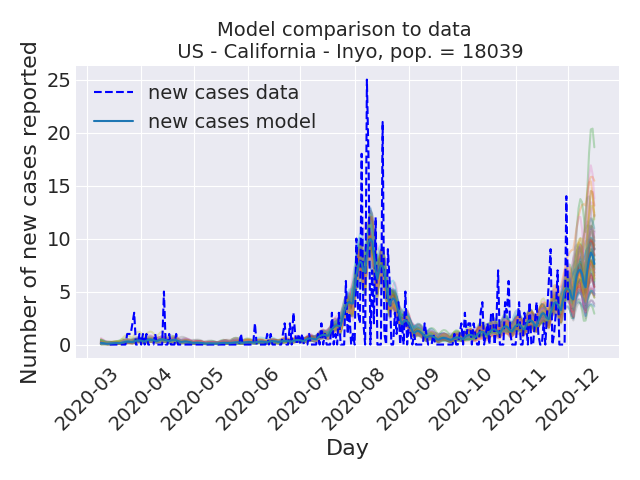 Model comparison to data
US - California - Inyo, pop. = 18039
Number of new cases reported
25
20
15
10
5
0
new cases data
new cases model
2020-03
2020-04
2020-05
2020-06
2020-07
2020-08
2020-09
2020-10
2020-11
2020-12
Day